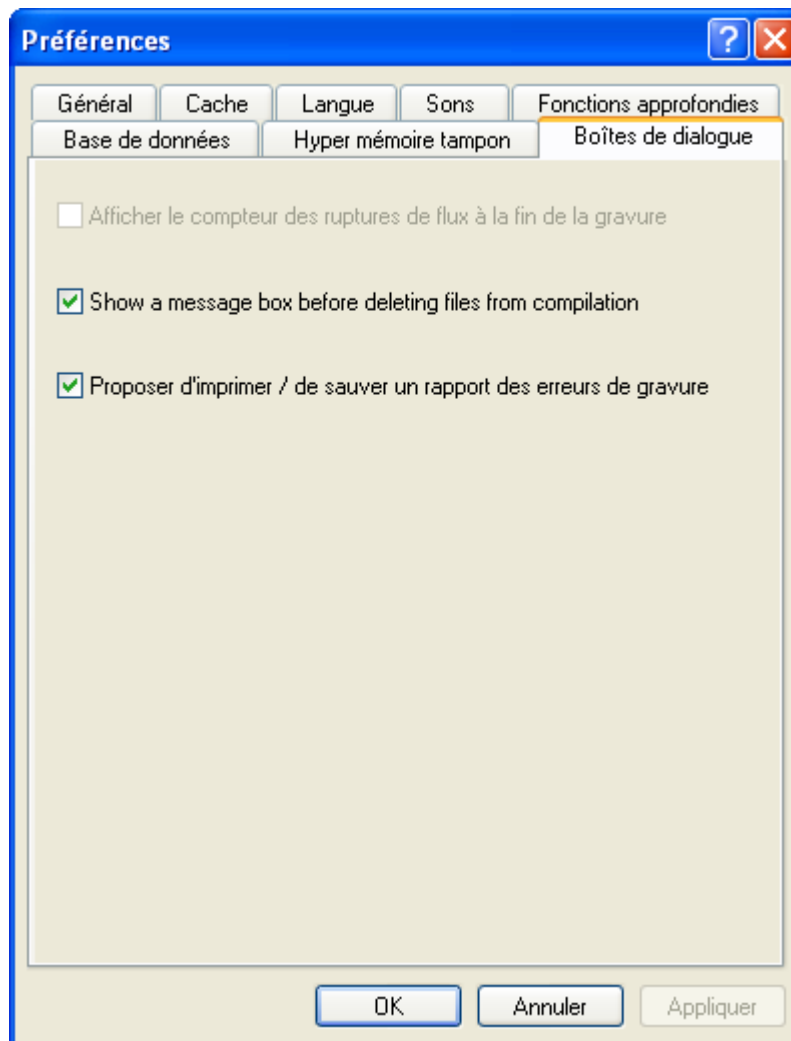 Préférences
Général Cache Langue Sons Fonctions approfondies
Base de données Hyper mémoire tampon Boîtes de dialogue
Afficher le compteur des ruptures de flux à la fin de la gravure
Show a message box before deleting files from compilation
Proposer d'imprimer / de sauver un rapport des erreurs de gravure
OK Annuler Appliquer